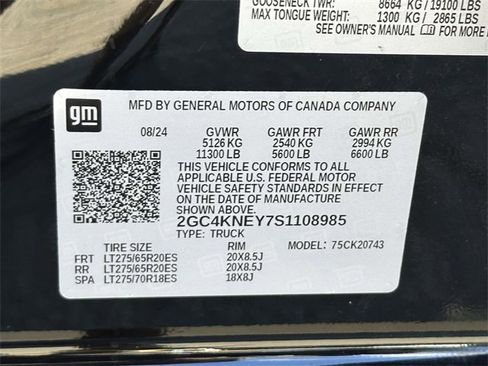 GOOSENECK TWR: 8664 KG / 19100 LBS
MAX TONGUE WEIGHT: 1300 KG / 2865 LBS
SEE OWNER'S MANUAL FOR MORE
gm
MFD BY GENERAL MOTORS OF CANADA COMPANY
08/24 GVWR GAWR FRT GAWR RR
5126 KG 2540 KG 2994 KG
11300 LB 5600 LB 6600 LB
THIS VEHICLE CONFORMS TO ALL
APPLICABLE U.S. FEDERAL MOTOR
VEHICLE SAFETY STANDARDS IN EFFECT
ON THE DATE OF MANUFACTURE
SHOWN ABOVE.
2GC4KNEY7S1108985
TYPE: TRUCK MODEL: 75CK20743
TIRE SIZE RIM
FRT LT275/65R20ES 20X8.5J
RR LT275/65R20ES 20X8.5J
SPA LT275/70R18ES 18X8J